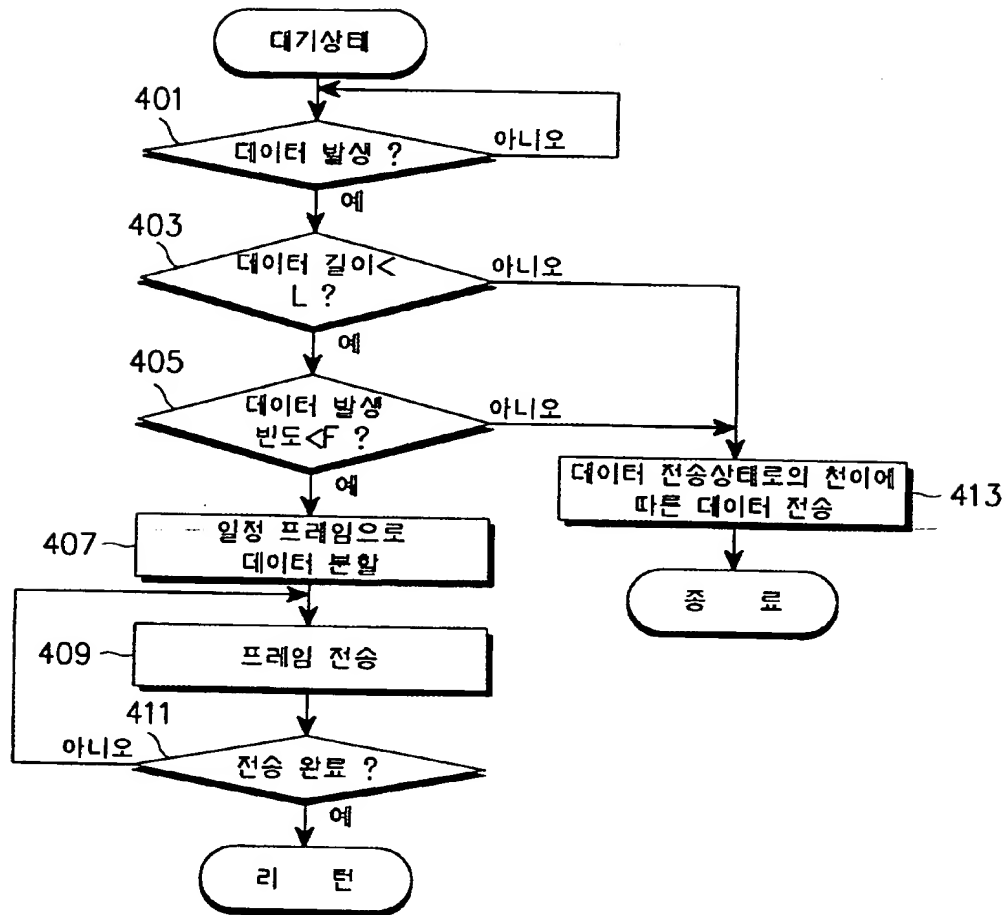 대기상태
401
데이터 발생 ?
아니오
예
403
데이터 길이<
L ?
아니오
예
405
데이터 발생
빈도<F ?
아니오
예
데이터 전송상태로의 천이에
따른 데이터 전송
413
407
일정 프레임으로
데이터 분할
종 료
409
프레임 전송
411
아니오
전송 완료 ?
예
리 턴